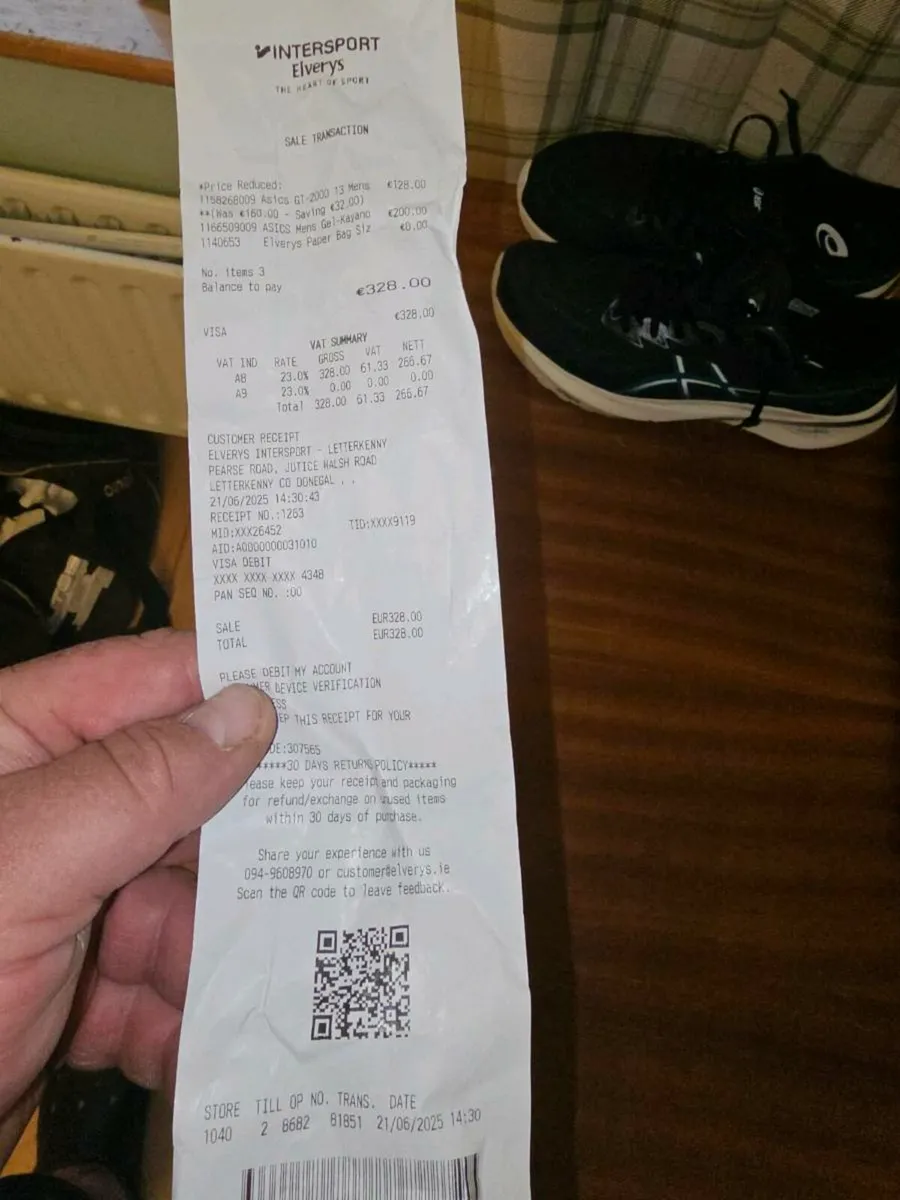 INTERSPORT
Elverys
THE HEART OF SPORT
SALE TRANSACTION
*Price Reduced:
1158268009 Asics GT-2000 13 Mens €128.00
**(Was €160.00 - Saving €32.00)
1166509009 ASICS Mens Gel-Kayano €200.00
1140653 Elverys Paper Bag Siz €0.00
No. items 3
Balance to pay €328.00
VISA €328.00
VAT SUMMARY
VAT IND RATE GROSS VAT NETT
A8 23.0% 328.00 61.33 266.67
A9 23.0% 0.00 0.00 0.00
Total 328.00 61.33 266.67
CUSTOMER RECEIPT
ELVERYS INTERSPORT - LETTERKENNY
PEARSE ROAD, JUTICE WALSH ROAD
LETTERKENNY CO DONEGAL , ,
21/06/2025 14:30:43
RECEIPT NO.:1263
MID:XXX26452 TID:XXXX9119
AID:A0000000031010
VISA DEBIT
XXXX XXXX XXXX 4348
PAN SEQ NO. :00
SALE EUR328.00
TOTAL EUR328.00
PLEASE DEBIT MY ACCOUNT
MER DEVICE VERIFICATION
ESS
EP THIS RECEIPT FOR YOUR
DE:307565
*****30 DAYS RETURN POLICY*****
ease keep your receipt and packaging
for refund/exchange on unused items
within 30 days of purchase.
Share your experience with us
094-9608970 or customer@elverys.ie
Scan the QR code to leave feedback.
STORE TILL OP NO. TRANS. DATE
1040 2 8682 81851 21/06/2025 14:30